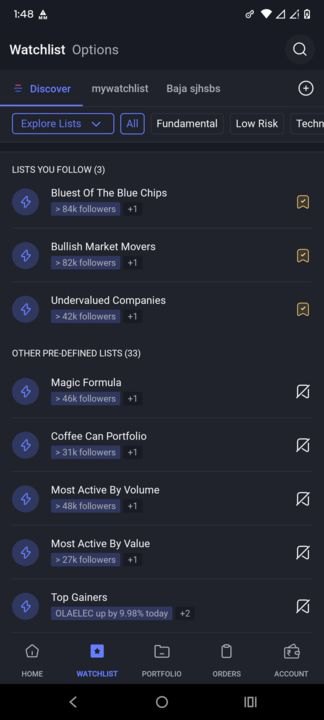 1:48
Watchlist Options
Discover mywatchlist Baja sjhsbs
Explore Lists All Fundamental Low Risk Techn
LISTS YOU FOLLOW (3)
Bluest Of The Blue Chips
> 84k followers +1
Bullish Market Movers
> 82k followers +1
Undervalued Companies
> 42k followers +1
OTHER PRE-DEFINED LISTS (33)
Magic Formula
> 46k followers +1
Coffee Can Portfolio
> 31k followers +1
Most Active By Volume
> 48k followers +1
Most Active By Value
> 27k followers +1
Top Gainers
OLAELEC up by 9.98% today +2
HOME WATCHLIST PORTFOLIO ORDERS ACCOUNT